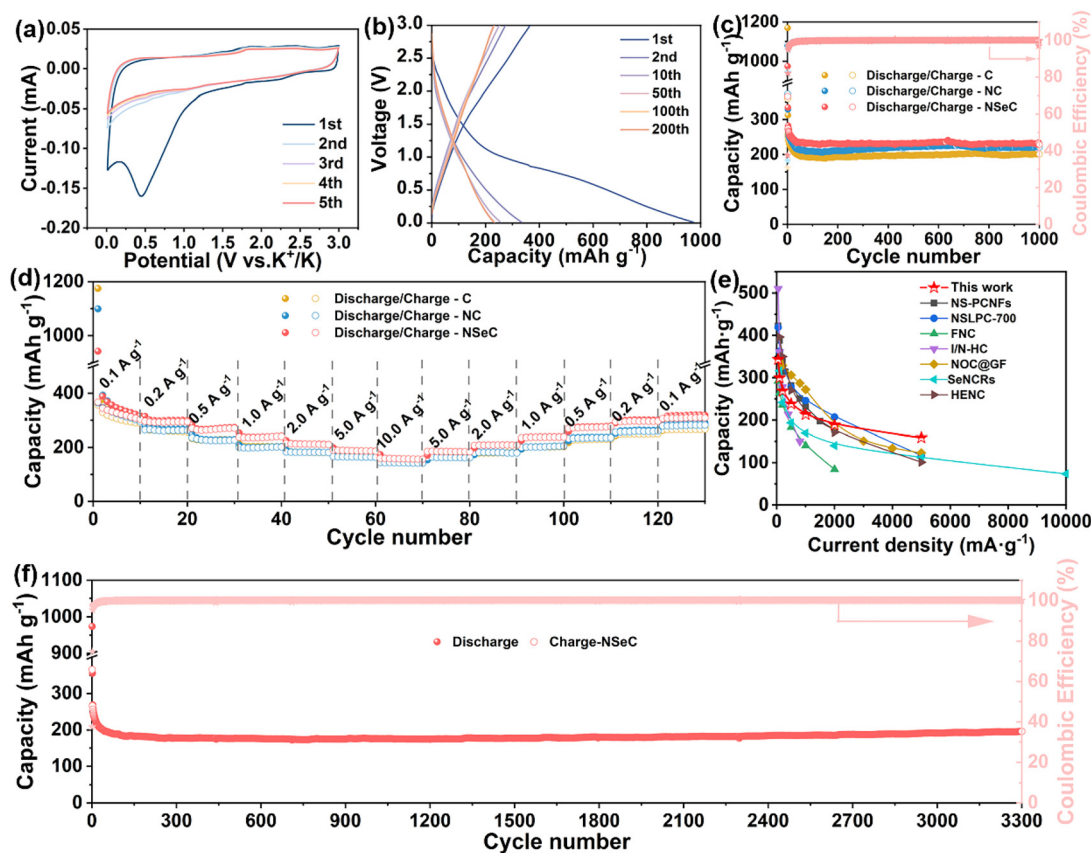 (a)
0.05
0.00
-0.05
-0.10
-0.15
-0.20
Current (mA)
1st
2nd
3rd
4th
5th
0.0 0.5 1.0 1.5 2.0 2.5 3.0
Potential (V vs.K⁺/K)
(b)
3.0
2.5
2.0
1.5
1.0
0.5
0.0
Voltage (V)
1st
2nd
10th
50th
100th
200th
0 200 400 600 800 1000
Capacity (mAh g⁻¹)
(c)
1200
1000
300
200
100
0
Capacity (mAh g⁻¹)
Discharge/Charge - C
Discharge/Charge - NC
Discharge/Charge - NSeC
100
80
60
40
20
0
Coulombic Efficiency (%)
0 200 400 600 800 1000
Cycle number
(d)
1200
1000
400
200
0
Capacity (mAh g⁻¹)
Discharge/Charge - C
Discharge/Charge - NC
Discharge/Charge - NSeC
0.1 A g⁻¹
0.2 A g⁻¹
0.5 A g⁻¹
1.0 A g⁻¹
2.0 A g⁻¹
5.0 A g⁻¹
10.0 A g⁻¹
5.0 A g⁻¹
2.0 A g⁻¹
1.0 A g⁻¹
0.5 A g⁻¹
0.2 A g⁻¹
0.1 A g⁻¹
0 20 40 60 80 100 120
Cycle number
(e)
500
400
300
200
100
0
Capacity (mAh·g⁻¹)
This work
NS-PCNFs
NSLPC-700
FNC
I/N-HC
NOC@GF
SeNCRs
HENC
0 2000 4000 6000 8000 10000
Current density (mA·g⁻¹)
(f)
1100
1000
900
300
200
100
0
Capacity (mAh g⁻¹)
Discharge
Charge-NSeC
100
80
60
40
20
0
Coulombic Efficiency (%)
0 300 600 900 1200 1500 1800 2100 2400 2700 3000 3300
Cycle number